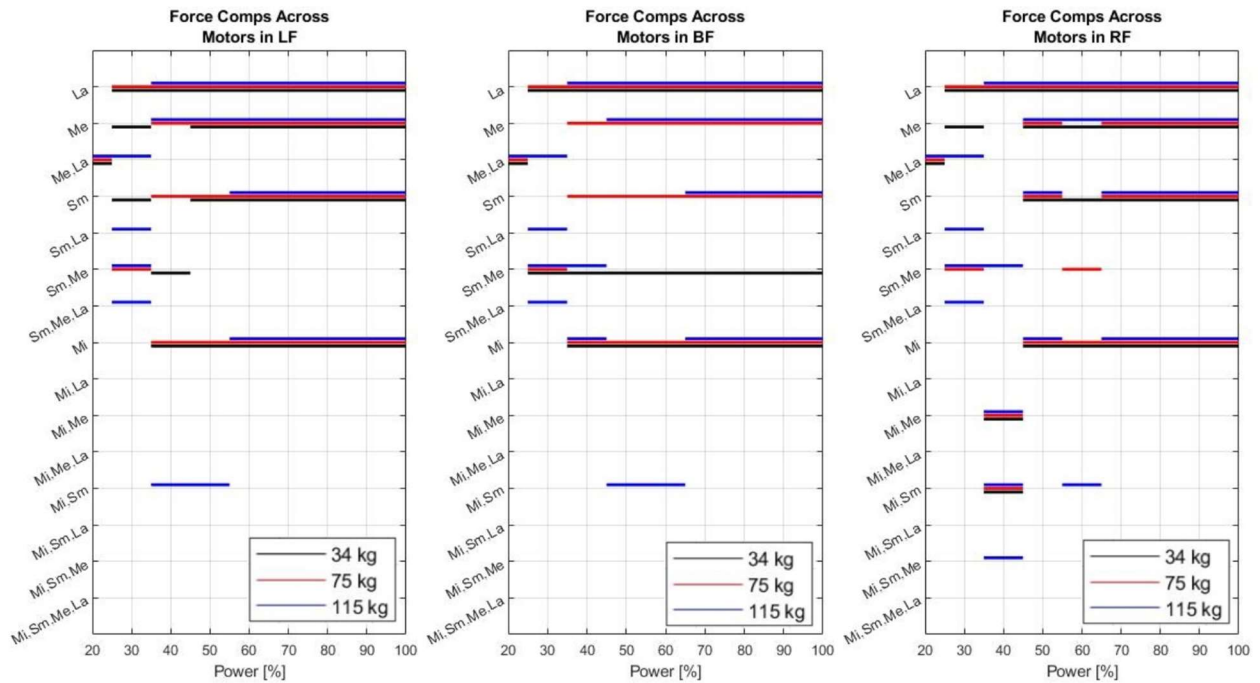 Force Comps Across
Motors in LF
La
Me
Me.La
Sm
Sm.La
Sm.Me
Sm.Me.La
Mi
Mi.La
Mi.Me
Mi.Me.La
Mi.Sm
Mi.Sm.La
Mi.Sm.Me
Mi.Sm.Me.La
34 kg
75 kg
115 kg
20 30 40 50 60 70 80 90 100
Power [%]
Force Comps Across
Motors in BF
La
Me
Me.La
Sm
Sm.La
Sm.Me
Sm.Me.La
Mi
Mi.La
Mi.Me
Mi.Me.La
Mi.Sm
Mi.Sm.La
Mi.Sm.Me
Mi.Sm.Me.La
34 kg
75 kg
115 kg
20 30 40 50 60 70 80 90 100
Power [%]
Force Comps Across
Motors in RF
La
Me
Me.La
Sm
Sm.La
Sm.Me
Sm.Me.La
Mi
Mi.La
Mi.Me
Mi.Me.La
Mi.Sm
Mi.Sm.La
Mi.Sm.Me
Mi.Sm.Me.La
34 kg
75 kg
115 kg
20 30 40 50 60 70 80 90 100
Power [%]